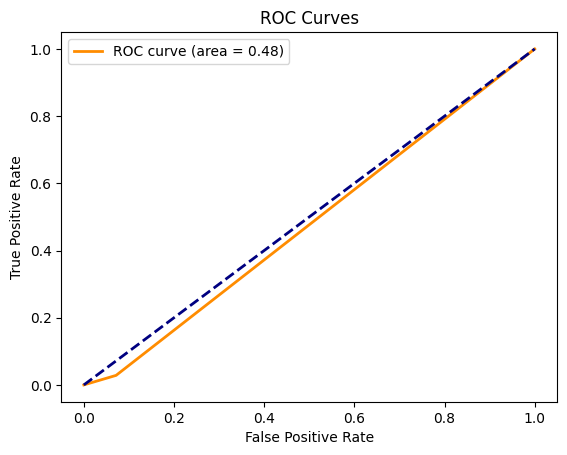 ROC Curves
ROC curve (area = 0.48)
True Positive Rate
1.0
0.8
0.6
0.4
0.2
0.0
0.0 0.2 0.4 0.6 0.8 1.0
False Positive Rate